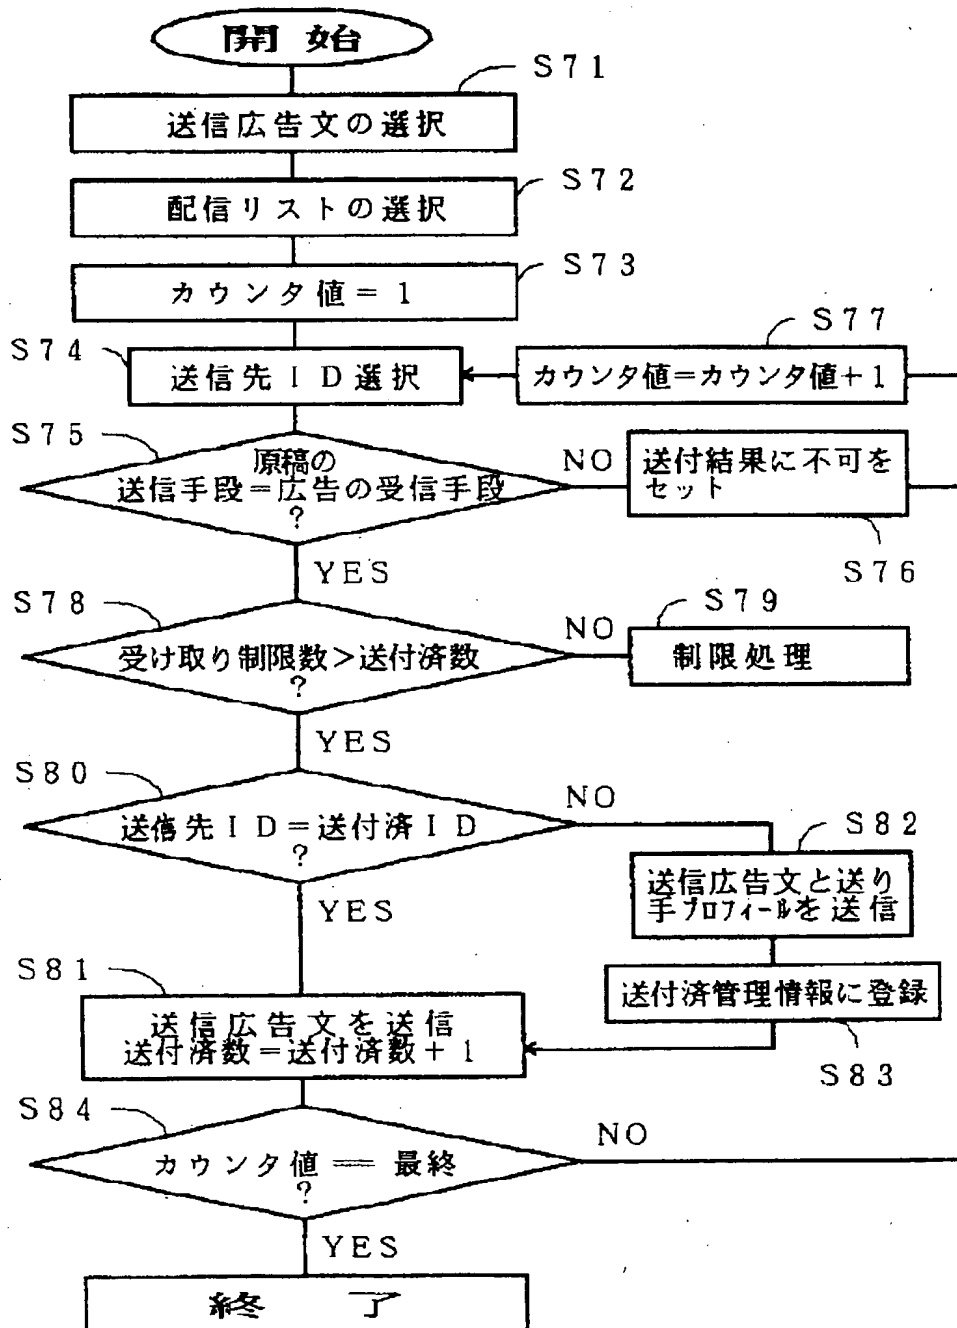 開始
S71
送信広告文の選択
S72
配信リストの選択
S73
カウンタ値=1
S77
S74
送信先ID選択
カウンタ値=カウンタ値+1
S75
原稿の
送信手段=広告の受信手段
?
NO
送付結果に不可を
セット
S76
YES
S78
受け取り制限数>送付済数
?
NO
S79
制限処理
YES
S80
送信先ID=送付済ID
?
NO
S82
送信広告文と送り
手プロフィールを送信
YES
S81
送信広告文を送信
送付済数=送付済数+1
送付済管理情報に登録
S83
S84
カウンタ値==最終
?
NO
YES
終了